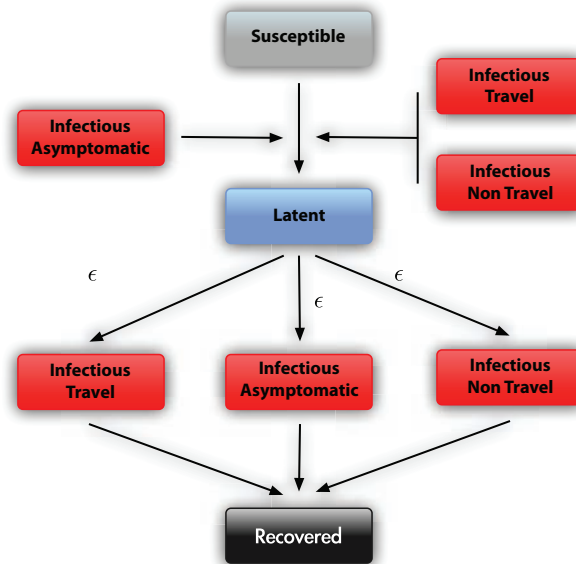 Susceptible
Infectious
Travel
Infectious
Asymptomatic
Infectious
Non Travel
Latent
ϵ
ϵ
ϵ
Infectious
Travel
Infectious
Asymptomatic
Infectious
Non Travel
Recovered